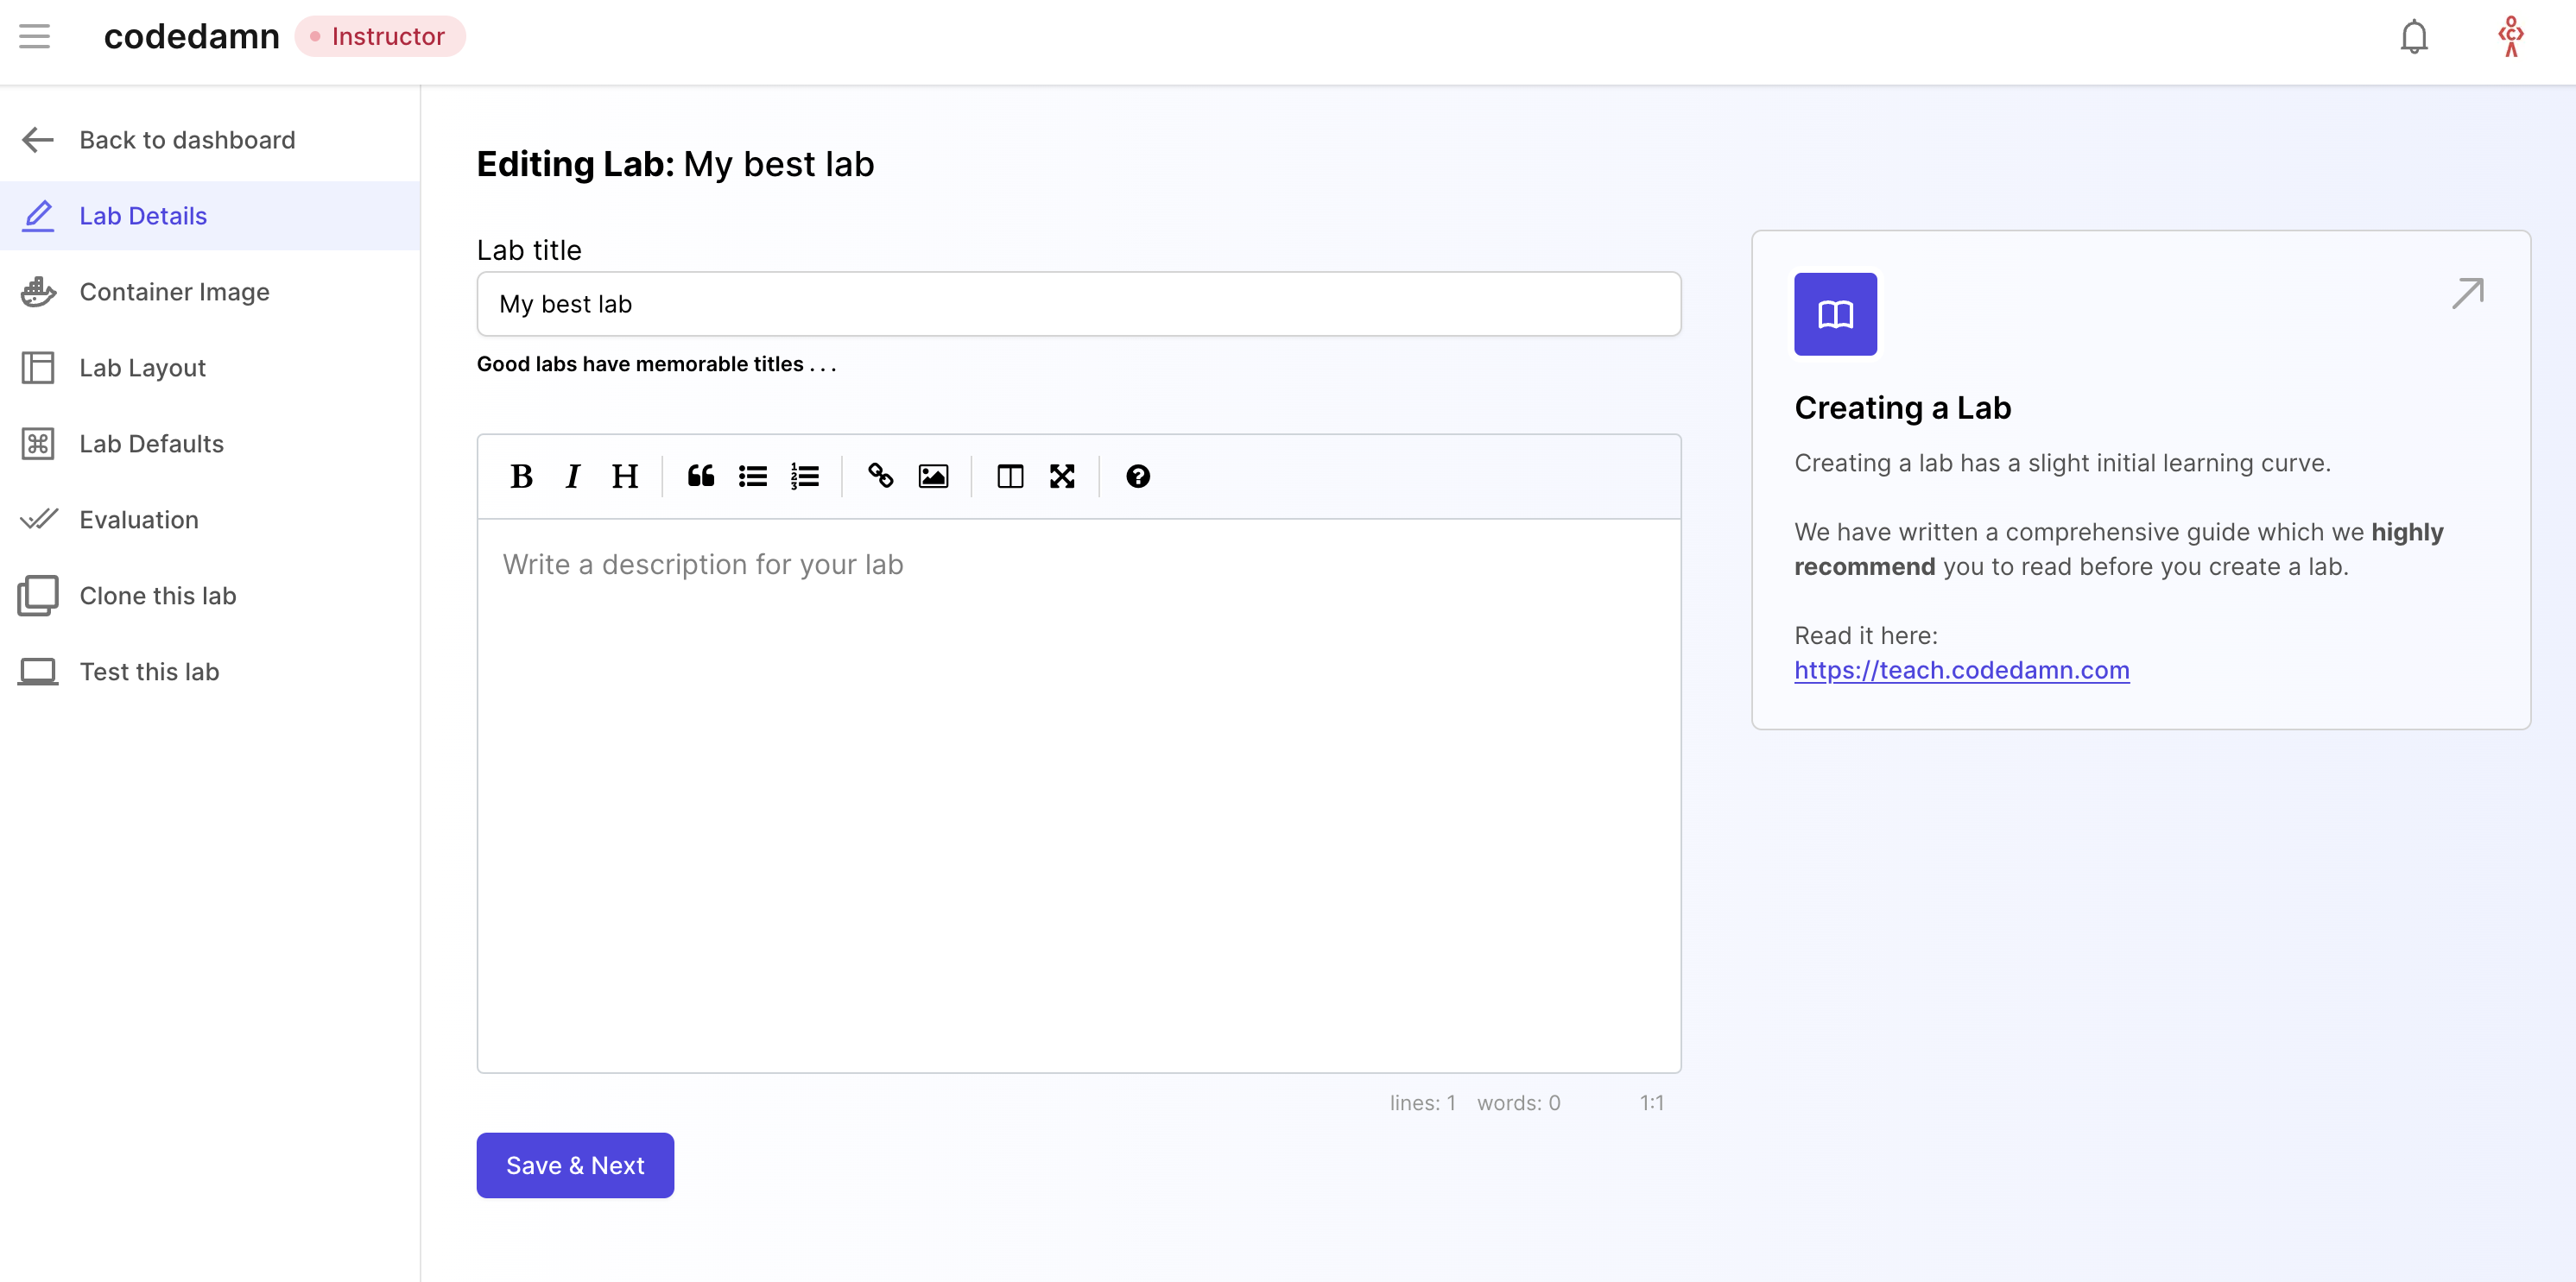 codedamn Instructor
Back to dashboard
Lab Details
Container Image
Lab Layout
Lab Defaults
Evaluation
Clone this lab
Test this lab
Editing Lab: My best lab
Lab title
My best lab
Good labs have memorable titles . . .
B I H
Write a description for your lab
lines: 1 words: 0 1:1
Save & Next
Creating a Lab
Creating a lab has a slight initial learning curve.
We have written a comprehensive guide which we highly
recommend you to read before you create a lab.
Read it here:
https://teach.codedamn.com